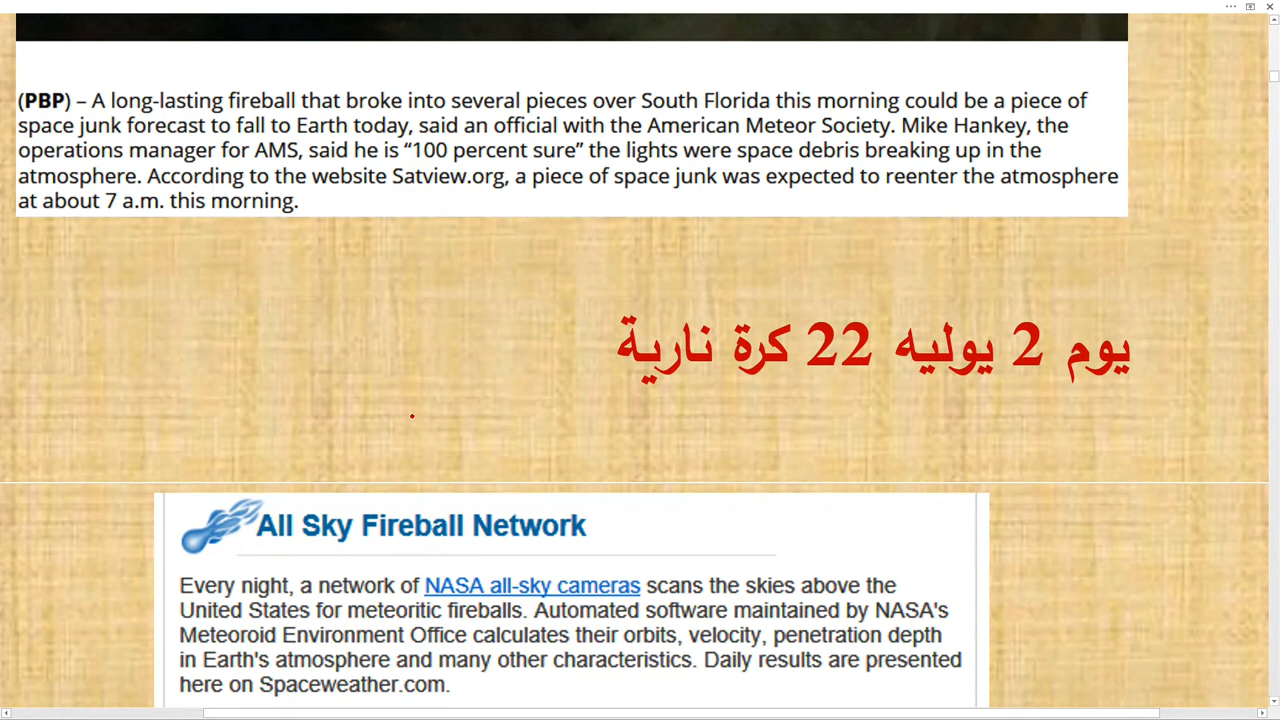 (PBP) – A long-lasting fireball that broke into several pieces over South Florida this morning could be a piece of
space junk forecast to fall to Earth today, said an official with the American Meteor Society. Mike Hankey, the
operations manager for AMS, said he is “100 percent sure” the lights were space debris breaking up in the
atmosphere. According to the website Satview.org, a piece of space junk was expected to reenter the atmosphere
at about 7 a.m. this morning.
يوم 2 يوليه 22 كرة نارية
All Sky Fireball Network
Every night, a network of NASA all-sky cameras scans the skies above the
United States for meteoritic fireballs. Automated software maintained by NASA's
Meteoroid Environment Office calculates their orbits, velocity, penetration depth
in Earth's atmosphere and many other characteristics. Daily results are presented
here on Spaceweather.com.